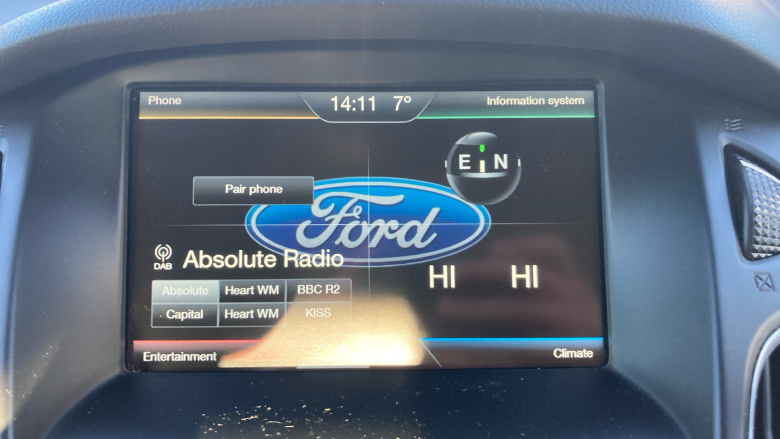 Phone 14:11 7° Information system
E N
Pair phone
Ford
DAB Absolute Radio
HI HI
Absolute Heart WM BBC R2
Capital Heart WM KISS
Entertainment Climate